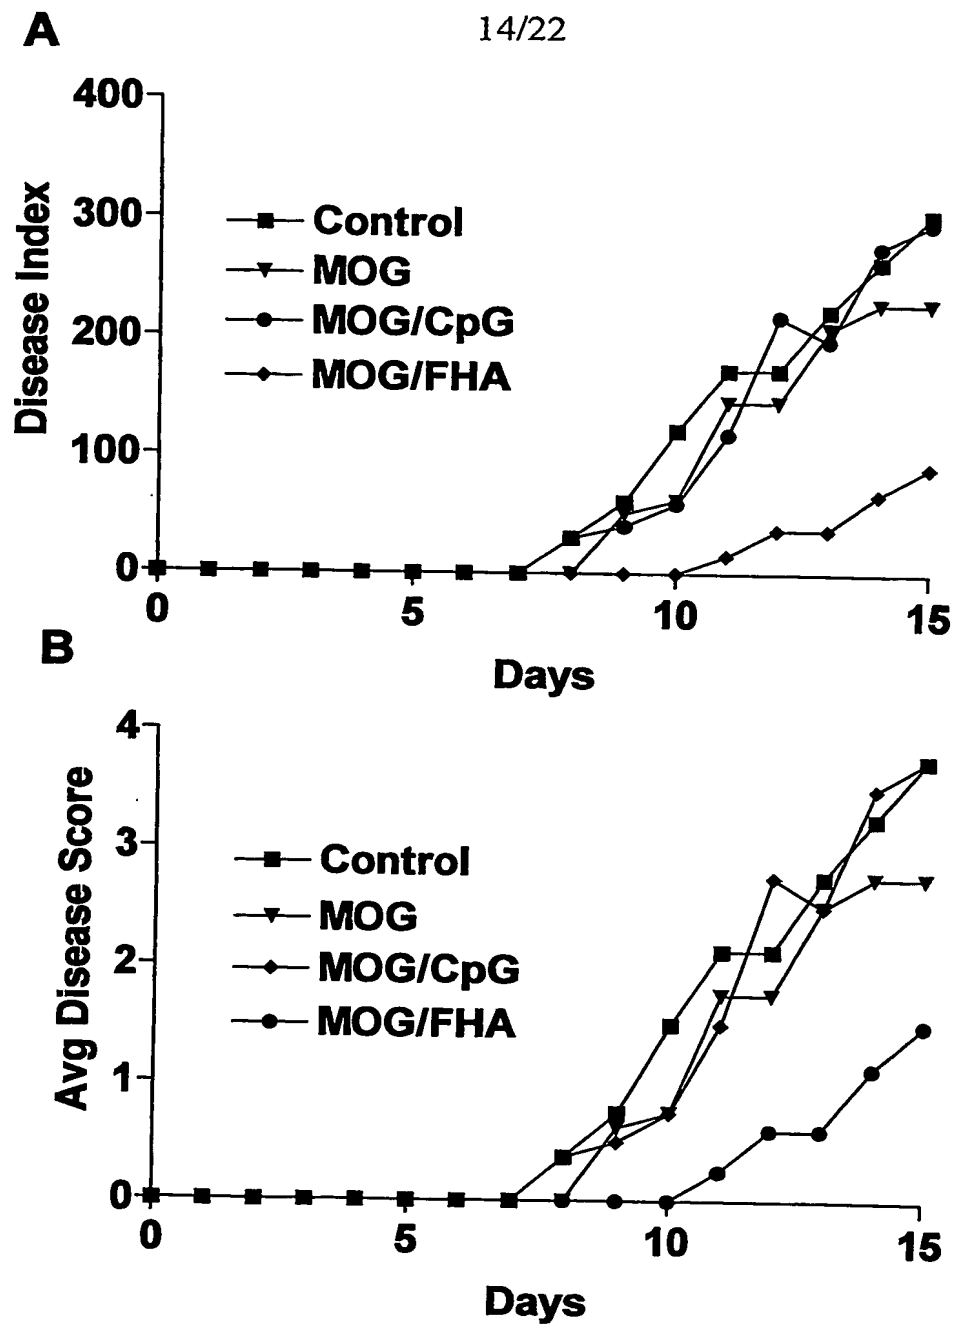 14/22
A
400
300
200
100
0
Disease Index
Control
MOG
MOG/CpG
MOG/FHA
0 5 10 15
Days
B
4
3
2
1
0
Avg Disease Score
Control
MOG
MOG/CpG
MOG/FHA
0 5 10 15
Days